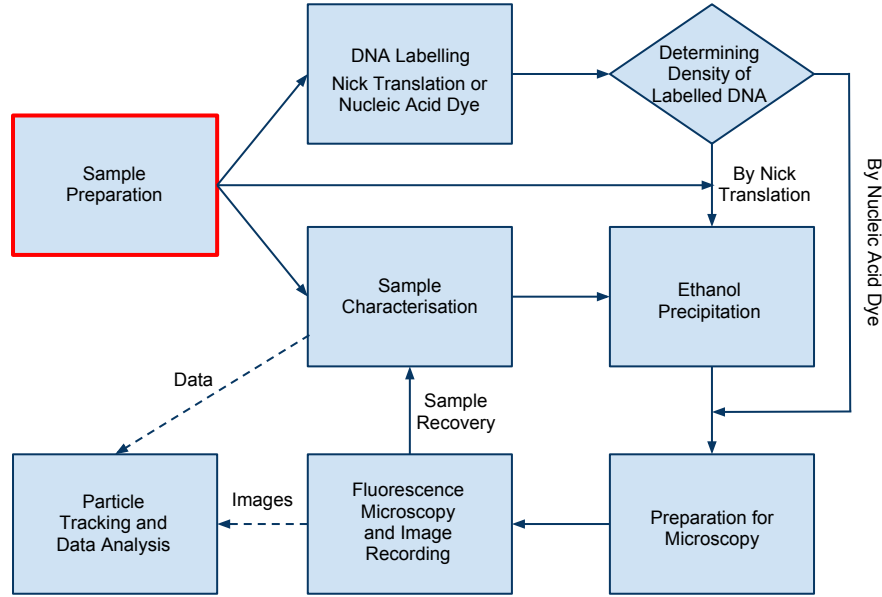 DNA Labelling
Nick Translation or
Nucleic Acid Dye
Determining
Density of
Labelled DNA
Sample
Preparation
By Nick
Translation
By Nucleic Acid Dye
Sample
Characterisation
Ethanol
Precipitation
Data
Sample
Recovery
Particle
Tracking and
Data Analysis
Images
Fluorescence
Microscopy
and Image
Recording
Preparation for
Microscopy